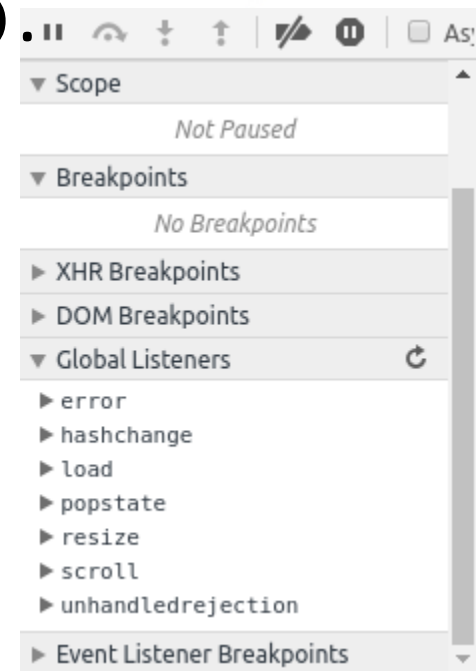 ).
Asy
Scope
Not Paused
Breakpoints
No Breakpoints
XHR Breakpoints
DOM Breakpoints
Global Listeners
error
hashchange
load
popstate
resize
scroll
unhandledrejection
Event Listener Breakpoints